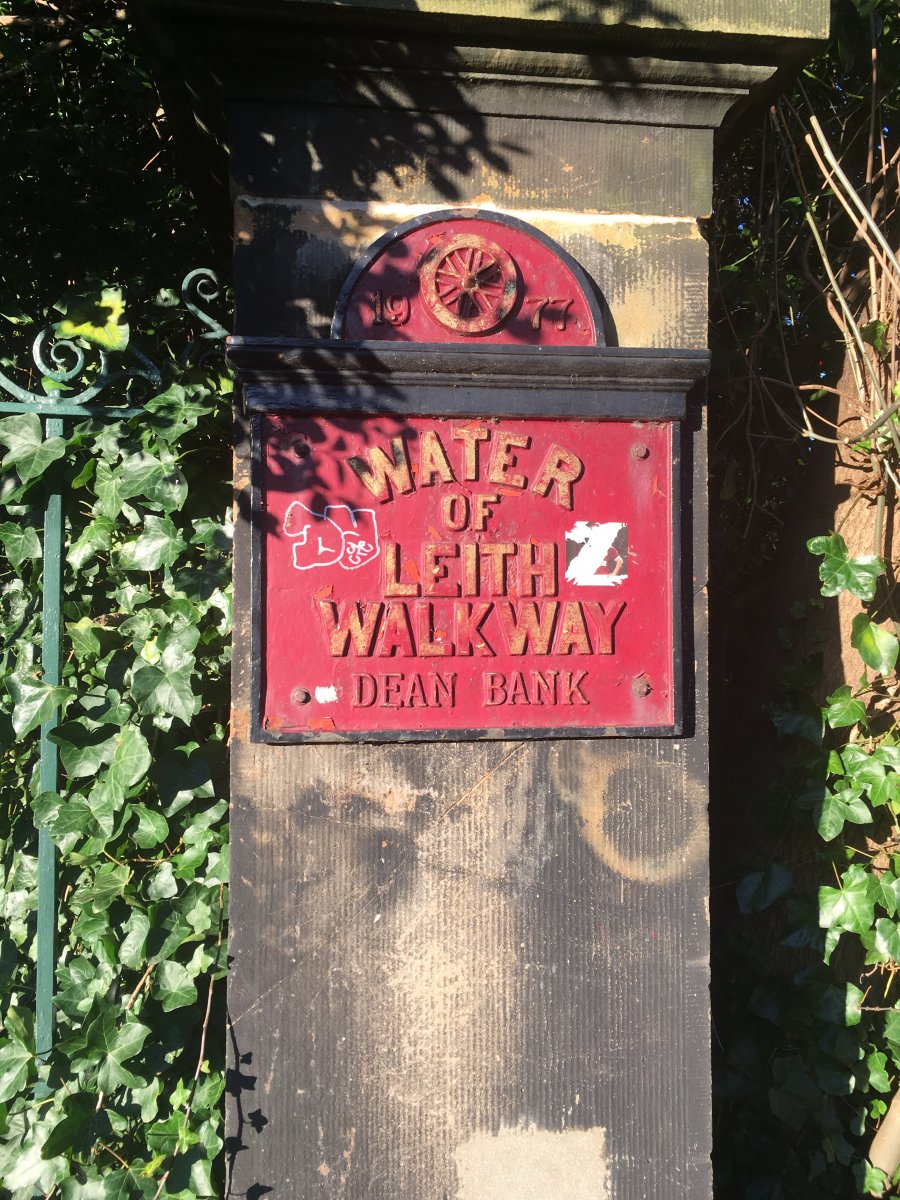 19 77
WATER
OF
LEITH
WALKWAY
DEAN BANK